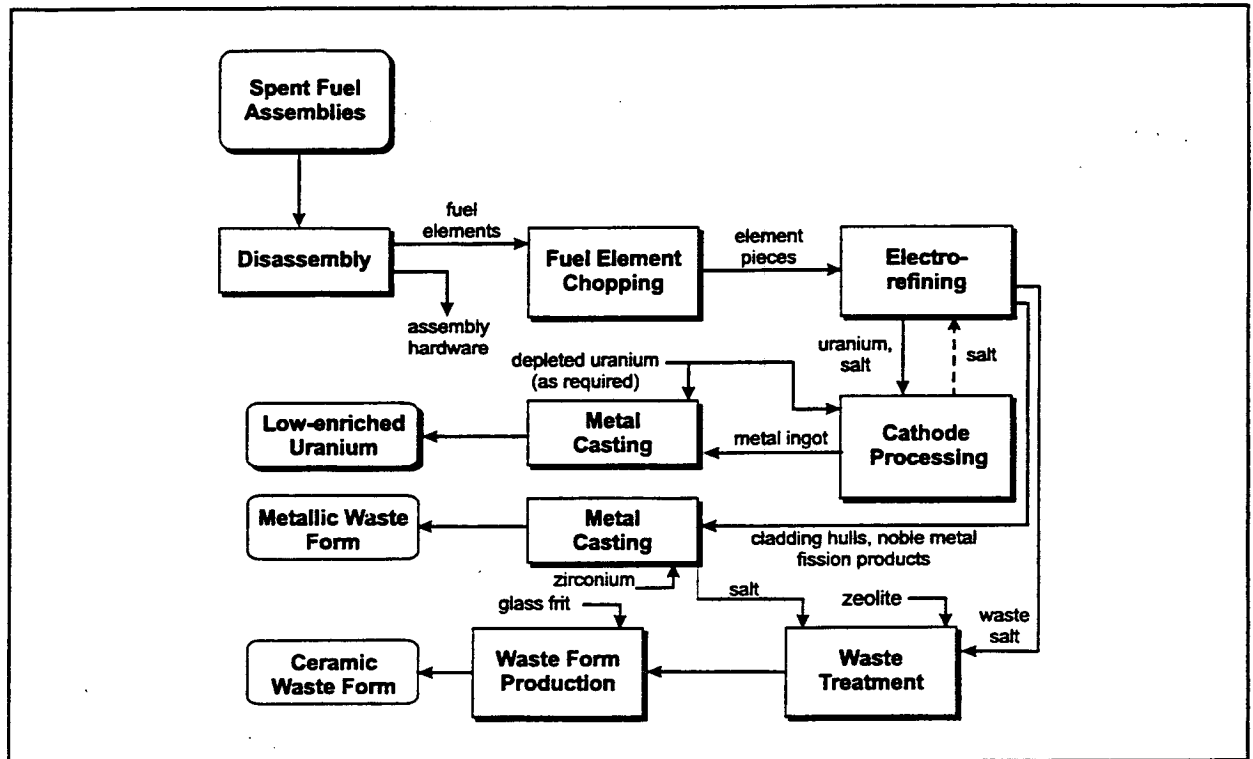 Spent Fuel
Assemblies
Disassembly
fuel
elements
assembly
hardware
Fuel Element
Chopping
element
pieces
Electro-
refining
uranium,
salt
salt
depleted uranium
(as required)
Low-enriched
Uranium
Metal
Casting
metal ingot
Cathode
Processing
Metallic Waste
Form
Metal
Casting
cladding hulls, noble metal
fission products
zirconium
salt
glass frit
zeolite
waste
salt
Ceramic
Waste Form
Waste Form
Production
Waste
Treatment